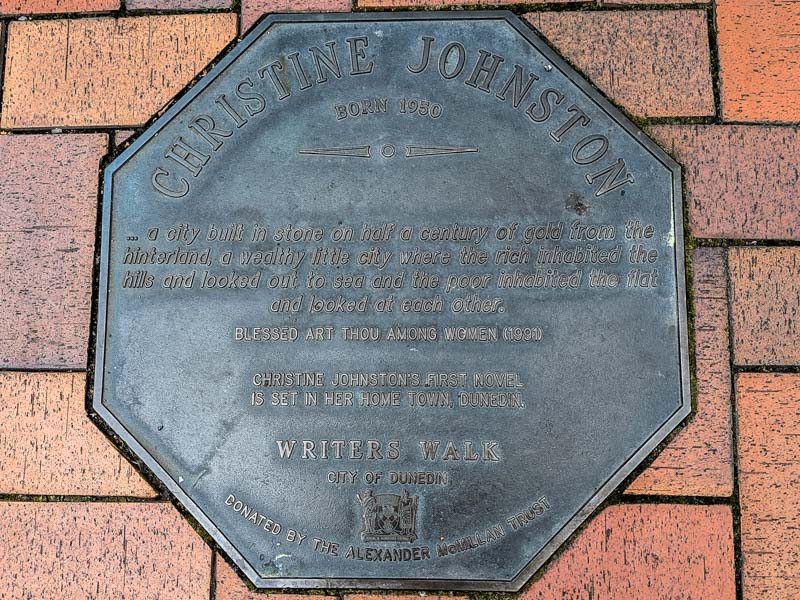 CHRISTINE JOHNSTON
BORN 1950
... a city built in stone on half a century of gold from the
hinterland, a wealthy little city where the rich inhabited the
hills and looked out to sea and the poor inhabited the flat
and looked at each other.
BLESSED ART THOU AMONG WOMEN (1991)
CHRISTINE JOHNSTON'S FIRST NOVEL
IS SET IN HER HOME TOWN, DUNEDIN.
WRITERS WALK
CITY OF DUNEDIN
DONATED BY THE ALEXANDER McMILLAN TRUST